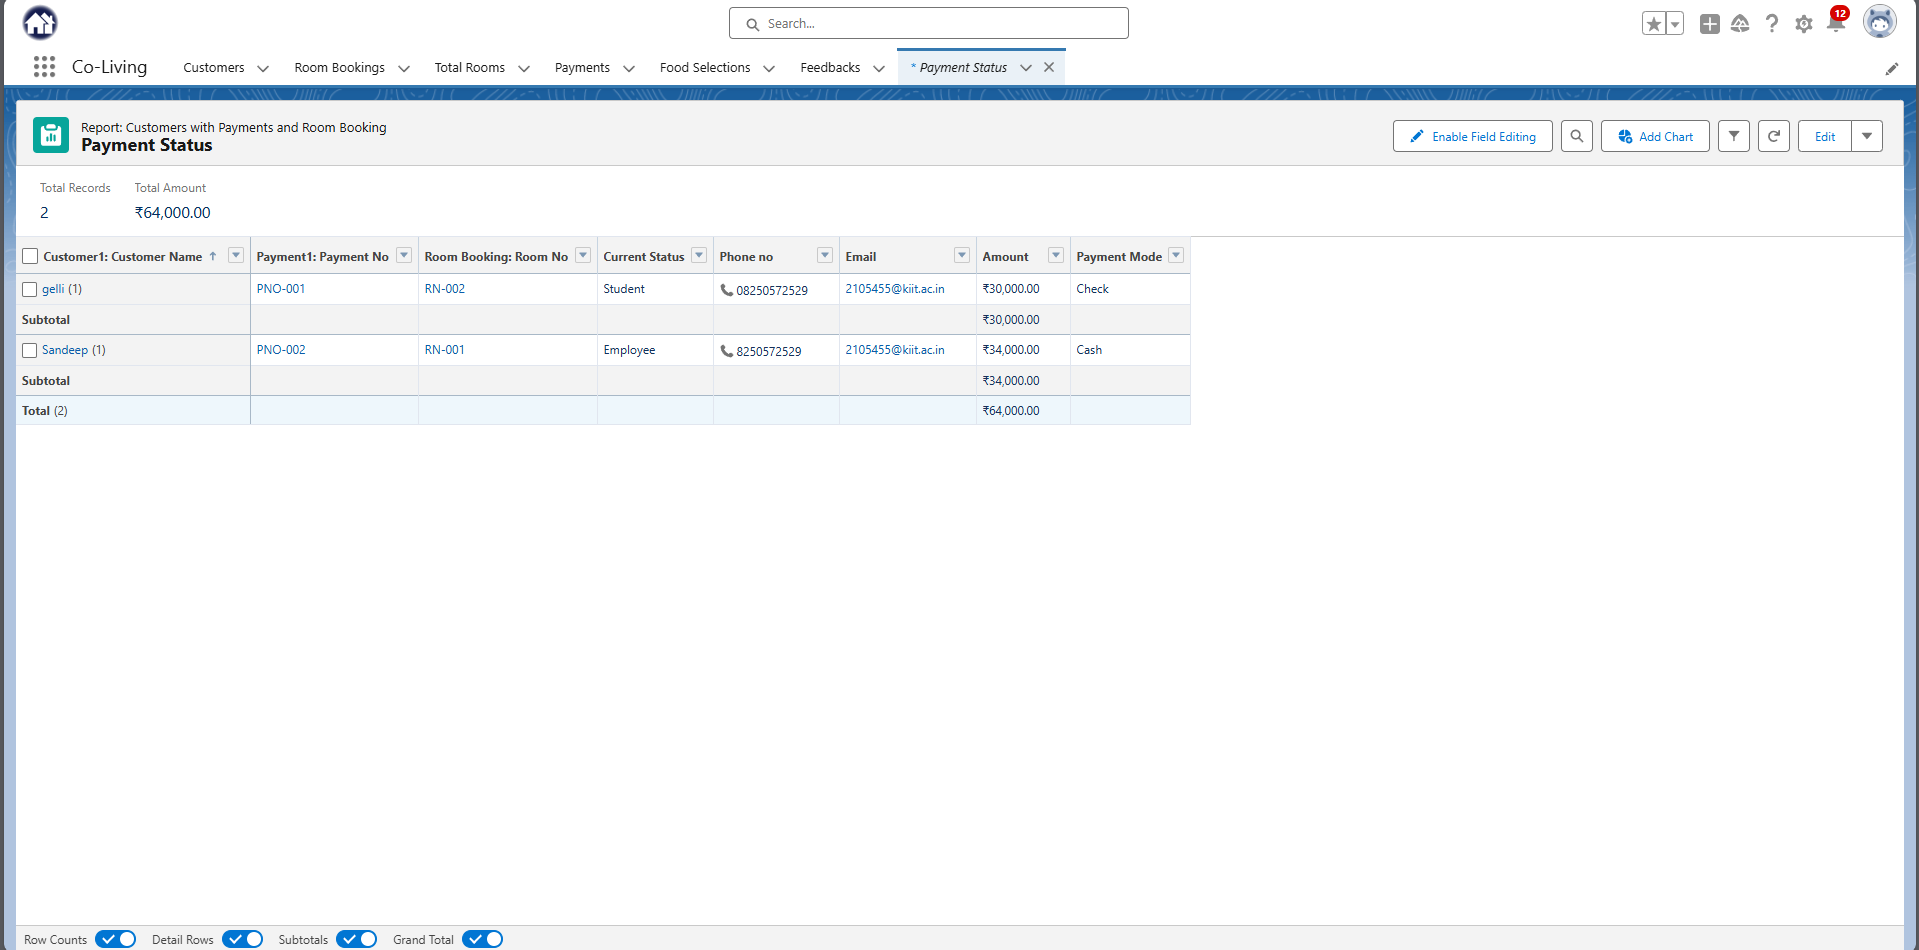 Search...
12
Co-Living
Customers
Room Bookings
Total Rooms
Payments
Food Selections
Feedbacks
* Payment Status
Report: Customers with Payments and Room Booking
Payment Status
Enable Field Editing
Add Chart
Edit
Total Records Total Amount
2 ₹64,000.00
Customer1: Customer Name ↑ Payment1: Payment No Room Booking: Room No Current Status Phone no Email Amount Payment Mode
gelli (1) PNO-001 RN-002 Student 08250572529 2105455@kiit.ac.in ₹30,000.00 Check
Subtotal ₹30,000.00
Sandeep (1) PNO-002 RN-001 Employee 8250572529 2105455@kiit.ac.in ₹34,000.00 Cash
Subtotal ₹34,000.00
Total (2) ₹64,000.00
Row Counts Detail Rows Subtotals Grand Total